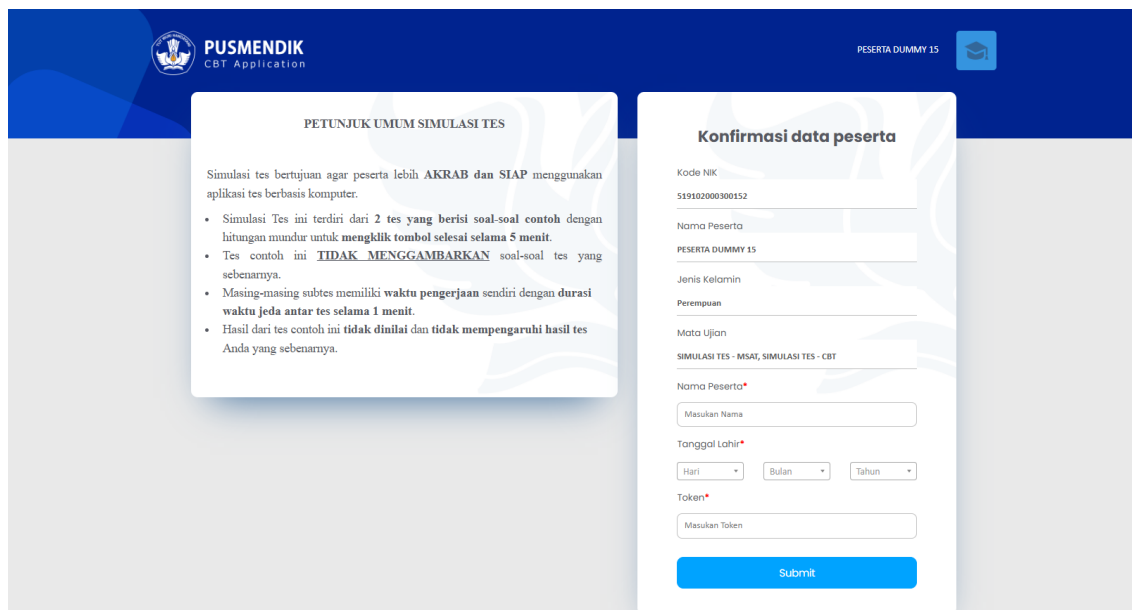 PUSMENDIK
CBT Application
PESERTA DUMMY 15
PETUNJUK UMUM SIMULASI TES
Simulasi tes bertujuan agar peserta lebih AKRAB dan SIAP menggunakan
aplikasi tes berbasis komputer.
• Simulasi Tes ini terdiri dari 2 tes yang berisi soal-soal contoh dengan
hitungan mundur untuk mengklik tombol selesai selama 5 menit.
• Tes contoh ini TIDAK MENGGAMBARKAN soal-soal tes yang
sebenarnya.
• Masing-masing subtes memiliki waktu pengerjaan sendiri dengan durasi
waktu jeda antar tes selama 1 menit.
• Hasil dari tes contoh ini tidak dinilai dan tidak mempengaruhi hasil tes
Anda yang sebenarnya.
Konfirmasi data peserta
Kode NIK
519102000300152
Nama Peserta
PESERTA DUMMY 15
Jenis Kelamin
Perempuan
Mata Ujian
SIMULASI TES - MSAT, SIMULASI TES - CBT
Nama Peserta*
Masukan Nama
Tanggal Lahir*
Hari Bulan Tahun
Token*
Masukan Token
Submit